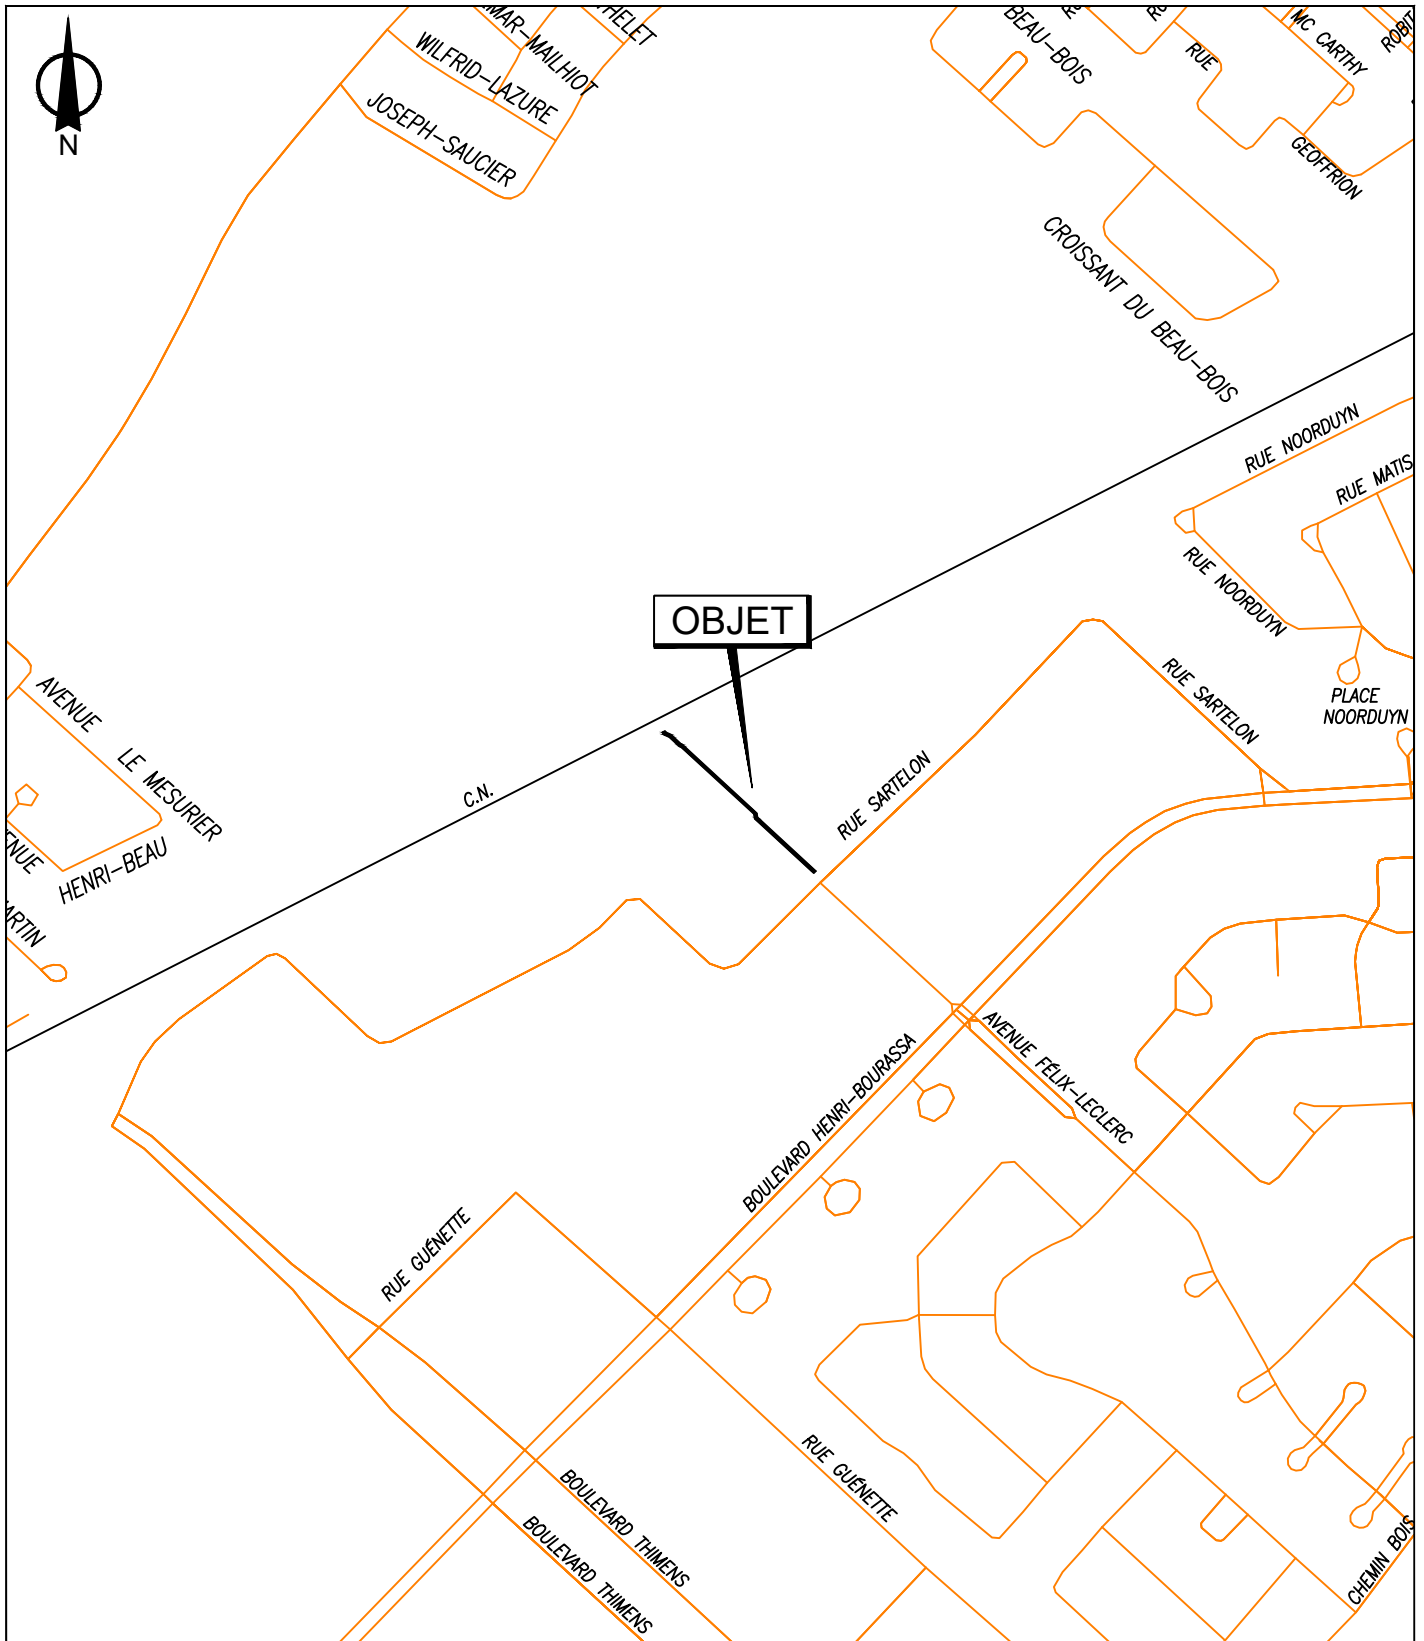 N
WILFRID-LAZURE
JOSEPH-SAUCIER
BEAU-BOIS
RUE
MC CARTHY
GEOFFRION
CROISSANT DU BEAU-BOIS
RUE NOORDUYN
RUE MATIS
RUE NOORDUYN
PLACE
NOORDUYN
OBJET
RUE SARTELON
RUE SARTELON
C.N.
AVENUE LE MESURIER
HENRI-BEAU
AVENUE FÉLIX-LECLERC
BOULEVARD HENRI-BOURASSA
RUE GUÉNETTE
RUE GUÉNETTE
BOULEVARD THIMENS
BOULEVARD THIMENS
CHEMIN BOIS